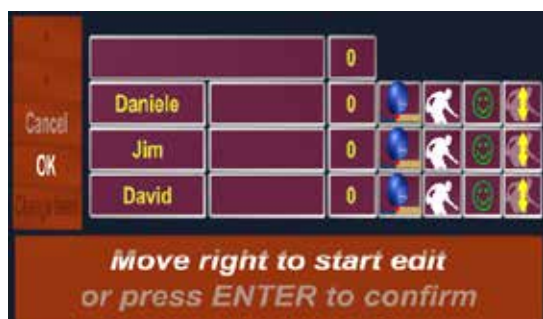 0
Daniele 0
Cancel
Jim 0
OK
David 0
Move right to start edit
or press ENTER to confirm